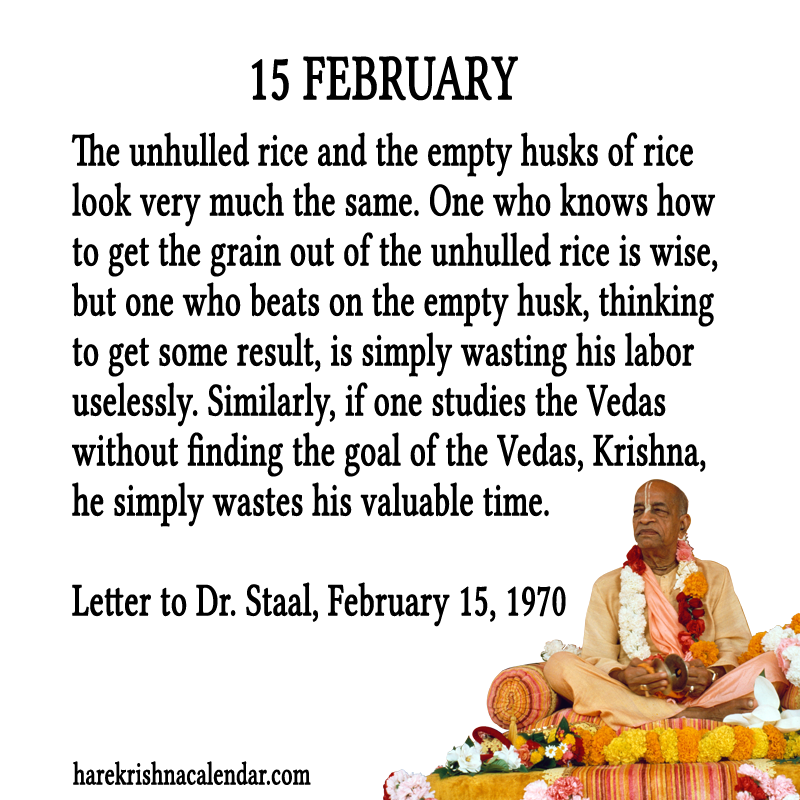 15 FEBRUARY
The unhulled rice and the empty husks of rice
look very much the same. One who knows how
to get the grain out of the unhulled rice is wise,
but one who beats on the empty husk, thinking
to get some result, is simply wasting his labor
uselessly. Similarly, if one studies the Vedas
without finding the goal of the Vedas, Krishna,
he simply wastes his valuable time.
Letter to Dr. Staal, February 15, 1970
harekrishnacalendar.com